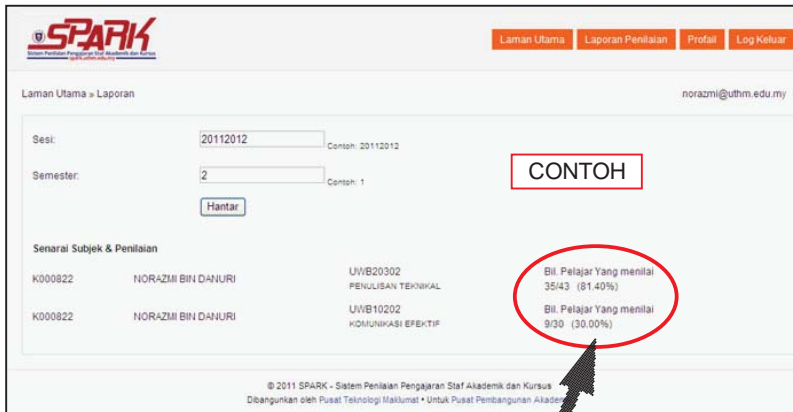 SPARK
Sistem Penilaian Pengajaran Staf Akademik dan Kursus
spark.uthm.edu.my
Laman Utama Laporan Penilaian Profail Log Keluar
Laman Utama » Laporan norazmi@uthm.edu.my
Sesi: 20112012 Contoh: 20112012
Semester: 2 Contoh: 1
CONTOH
Hantar
Senarai Subjek & Penilaian
K000822 NORAZMI BIN DANURI UWB20302 Bil. Pelajar Yang menilai
PENULISAN TEKNIKAL 35/43 (81.40%)
K000822 NORAZMI BIN DANURI UWB10202 Bil. Pelajar Yang menilai
KOMUNIKASI EFEKTIF 9/30 (30.00%)
© 2011 SPARK - Sistem Penilaian Pengajaran Staf Akademik dan Kursus
Dibangunkan oleh Pusat Teknologi Maklumat • Untuk Pusat Pembangunan